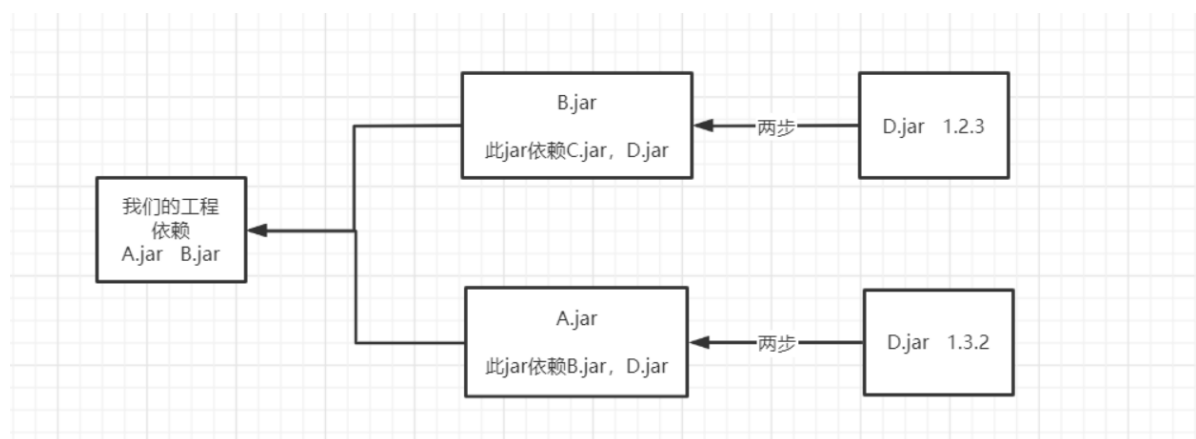 B.jar
此jar依赖C.jar，D.jar
两步
D.jar 1.2.3
我们的工程
依赖
A.jar B.jar
A.jar
此jar依赖B.jar，D.jar
两步
D.jar 1.3.2